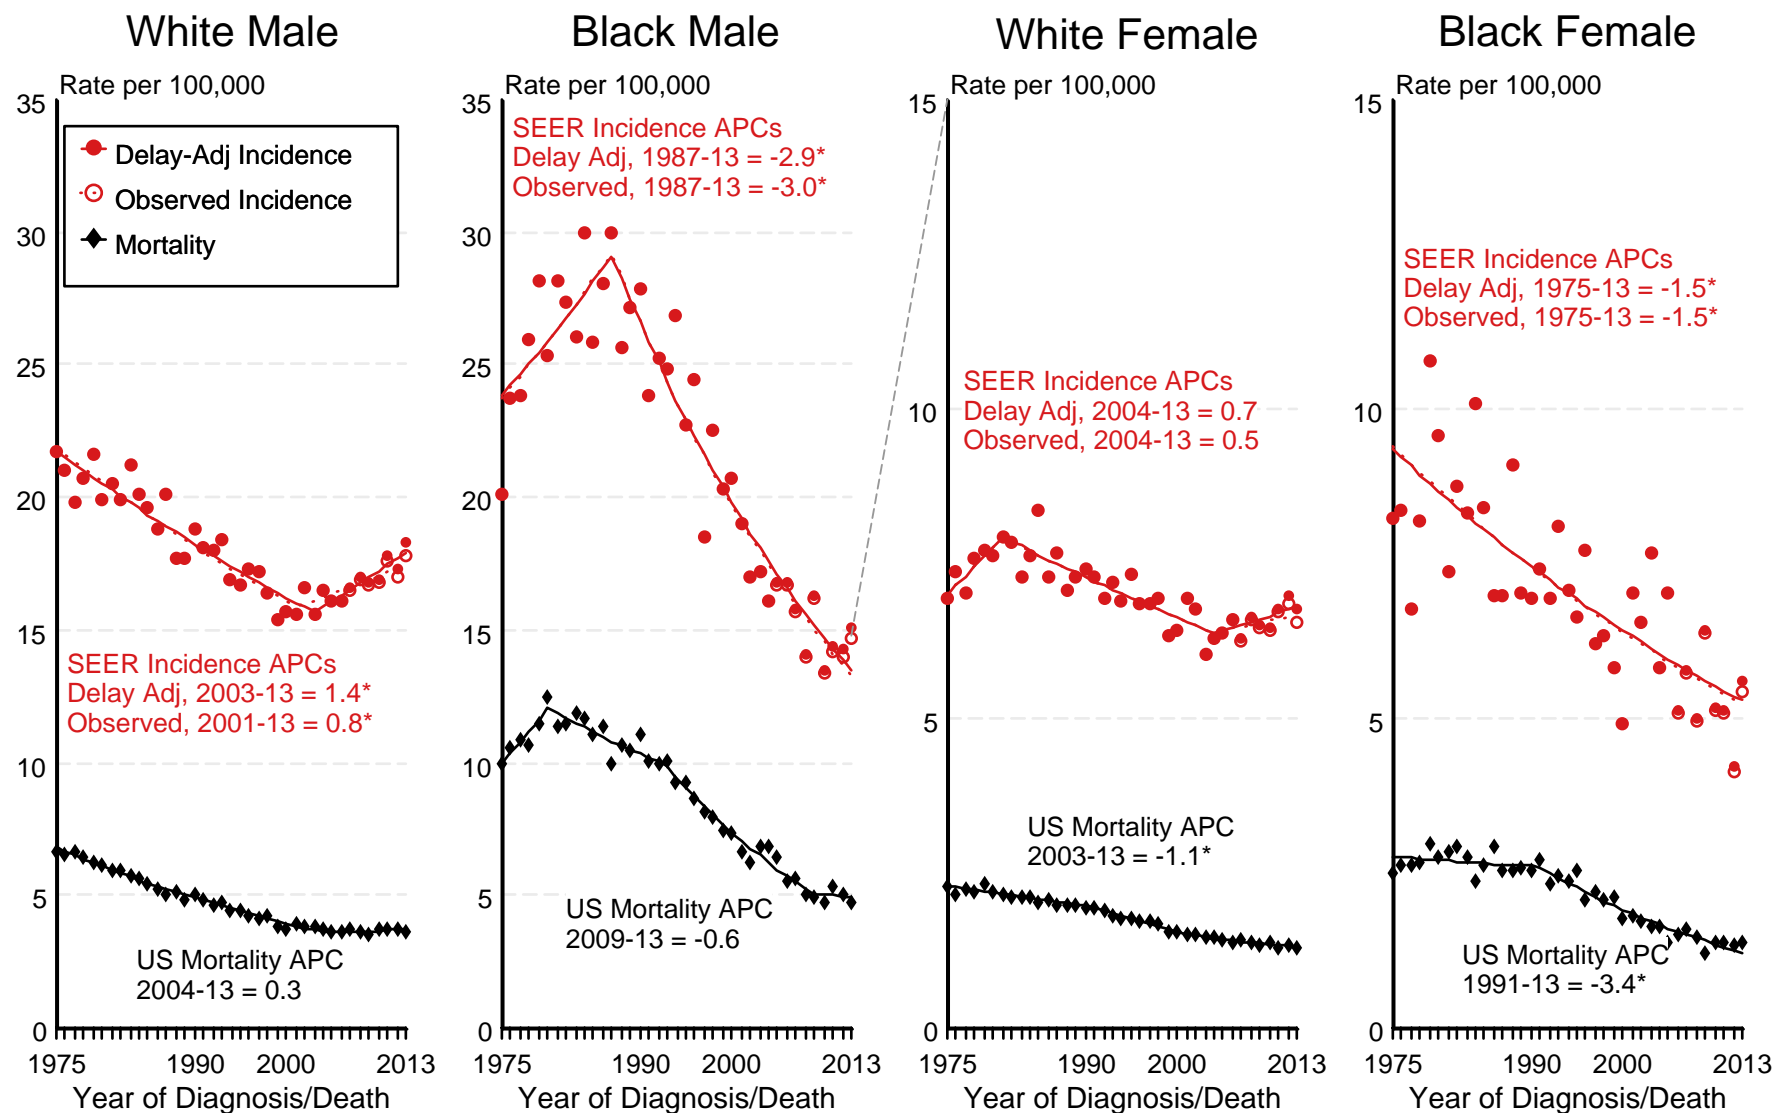 White Male
Rate per 100,000
35
30
25
20
15
10
5
0
Delay-Adj Incidence
Observed Incidence
Mortality
SEER Incidence APCs
Delay Adj, 2003-13 = 1.4*
Observed, 2001-13 = 0.8*
US Mortality APC
2004-13 = 0.3
1975 1990 2000 2013
Year of Diagnosis/Death
Black Male
Rate per 100,000
35
30
25
20
15
10
5
0
SEER Incidence APCs
Delay Adj, 1987-13 = -2.9*
Observed, 1987-13 = -3.0*
US Mortality APC
2009-13 = -0.6
1975 1990 2000 2013
Year of Diagnosis/Death
White Female
Rate per 100,000
15
10
5
0
SEER Incidence APCs
Delay Adj, 2004-13 = 0.7
Observed, 2004-13 = 0.5
US Mortality APC
2003-13 = -1.1*
1975 1990 2000 2013
Year of Diagnosis/Death
Black Female
Rate per 100,000
15
10
5
0
SEER Incidence APCs
Delay Adj, 1975-13 = -1.5*
Observed, 1975-13 = -1.5*
US Mortality APC
1991-13 = -3.4*
1975 1990 2000 2013
Year of Diagnosis/Death